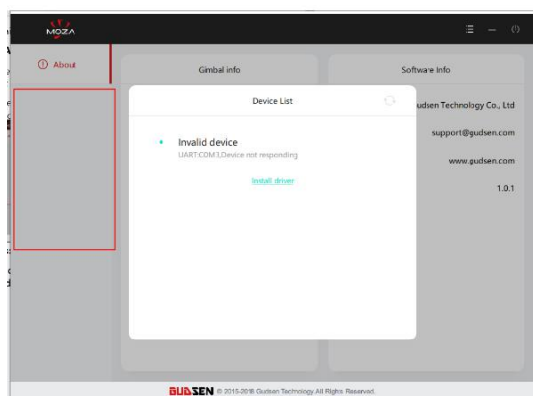 MOZA
About
Gimbal info
Software Info
Device List
Invalid device
UART:COM3,Device not responding
Install driver
udsen Technology Co., Ltd
support@gudsen.com
www.gudsen.com
1.0.1
GUDSEN © 2015-2018 Gudsen Technology. All Rights Reserved.